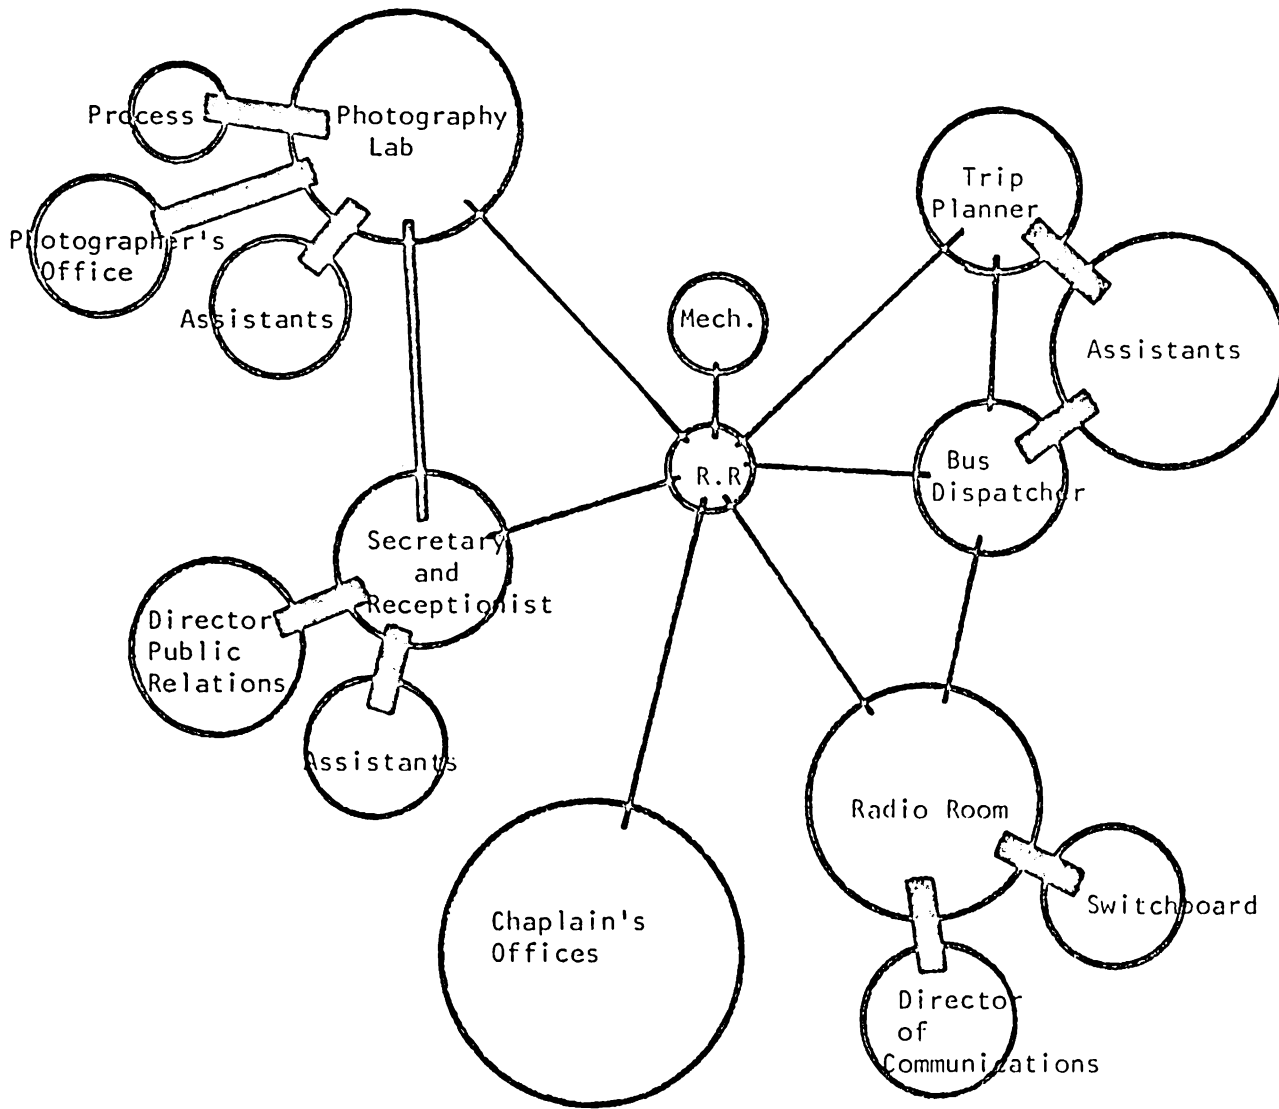 Process
Photography
Lab
Photographer's
Office
Assistants
Trip
Planner
Mech.
Assistants
R.R
Bus
Dispatcher
Secretary
and
Receptionist
Director
Public
Relations
Assistants
Radio Room
Switchboard
Chaplain's
Offices
Director
of
Communications